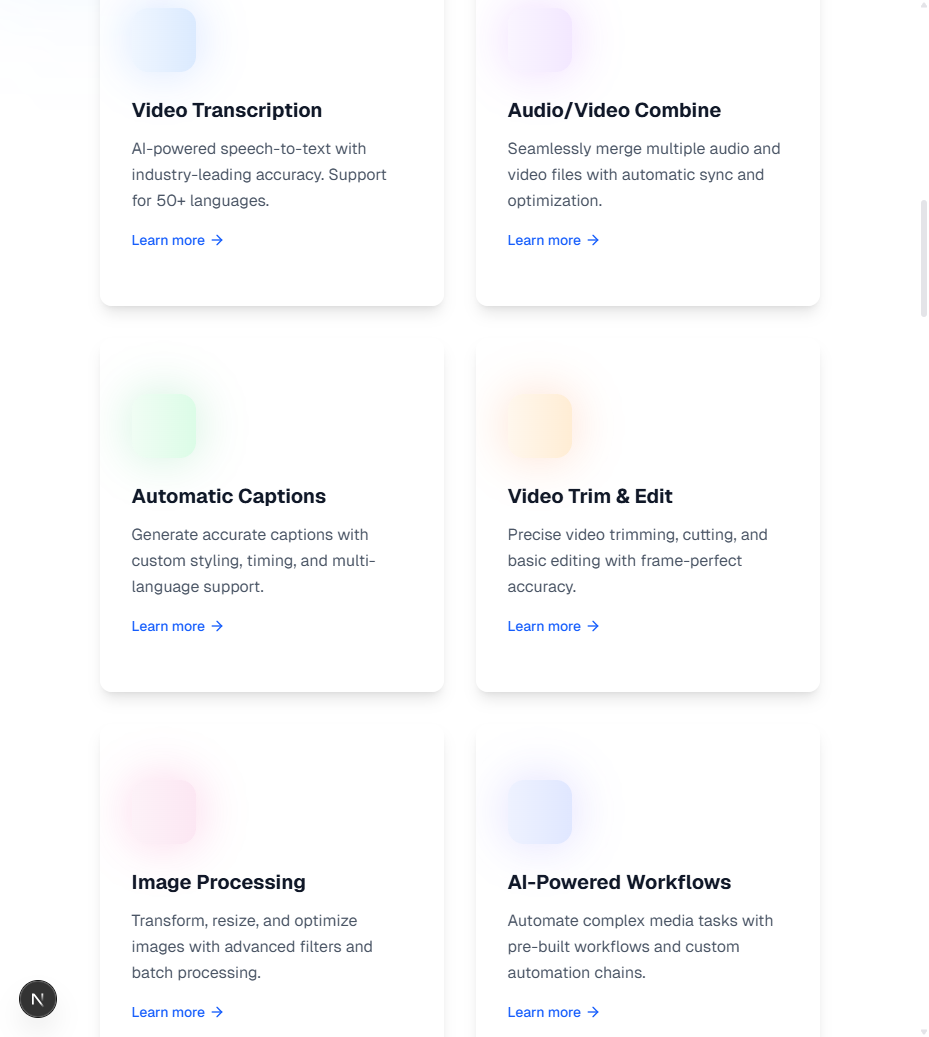 Video Transcription
AI-powered speech-to-text with
industry-leading accuracy. Support
for 50+ languages.
Learn more →
Audio/Video Combine
Seamlessly merge multiple audio and
video files with automatic sync and
optimization.
Learn more →
Automatic Captions
Generate accurate captions with
custom styling, timing, and multi-
language support.
Learn more →
Video Trim & Edit
Precise video trimming, cutting, and
basic editing with frame-perfect
accuracy.
Learn more →
Image Processing
Transform, resize, and optimize
images with advanced filters and
batch processing.
Learn more →
AI-Powered Workflows
Automate complex media tasks with
pre-built workflows and custom
automation chains.
Learn more →
N